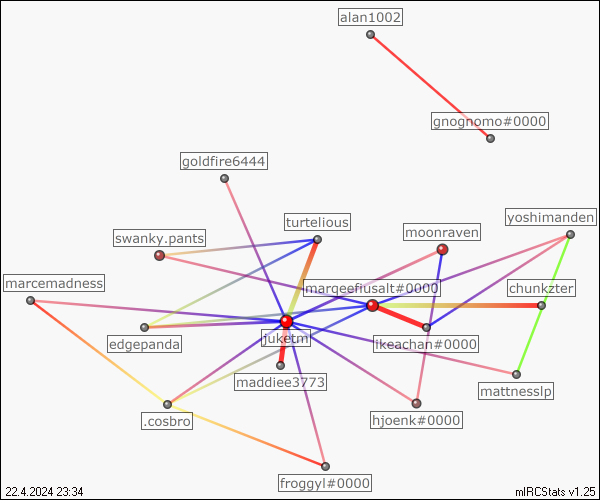 alan1002
gnognomo#0000
goldfire6444
yoshimanden
turtelious
moonraven
swanky.pants
marcemadness
marqeefiusalt#0000
chunkzter
edgepanda
juketm
ikeachan#0000
maddiee3773
mattnesslp
.cosbro
hjoenk#0000
froggyl#0000
22.4.2024 23:34
mIRCStats v1.25